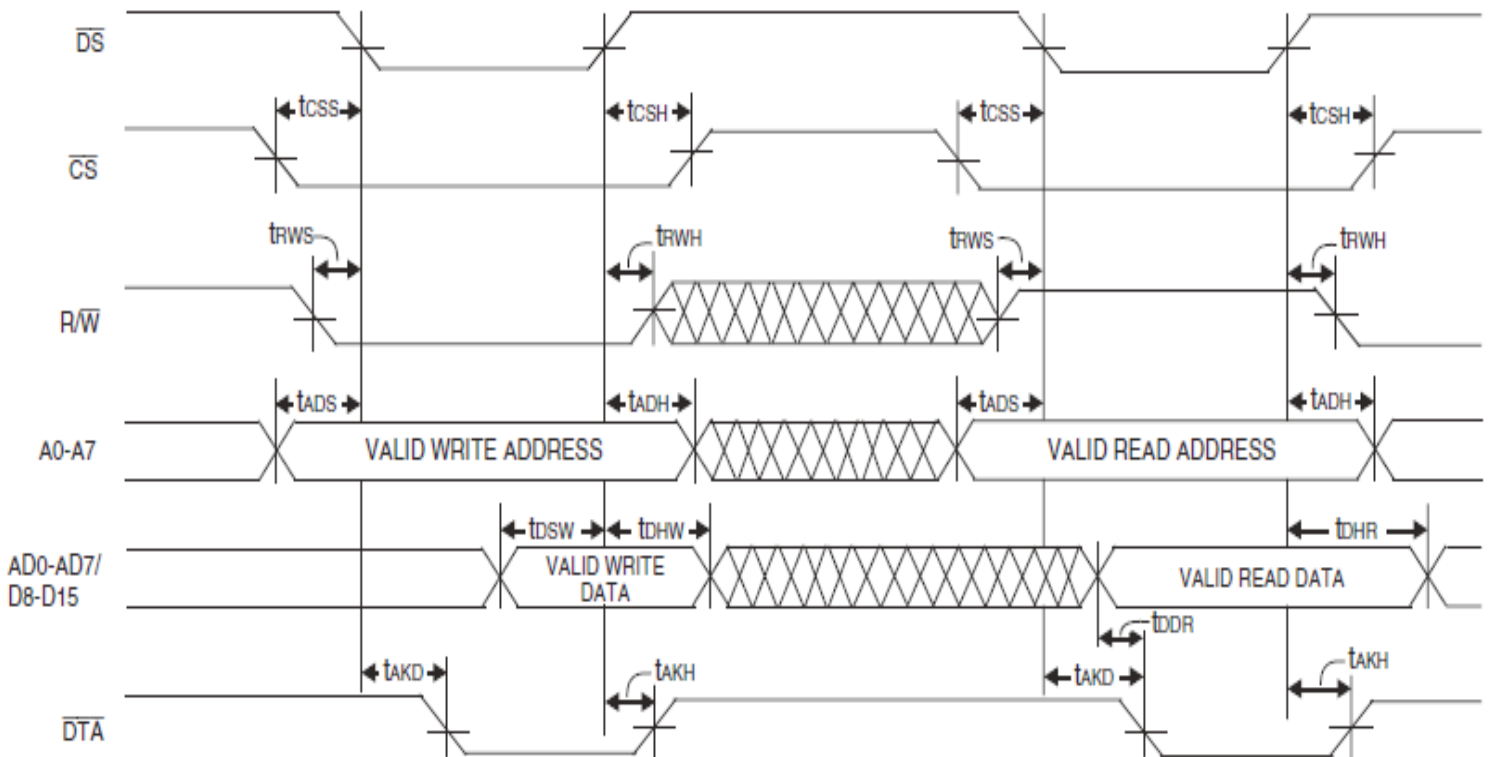 DS
tCSS tCSH tCSS tCSH
CS
tRWS tRWH tRWS tRWH
R/W
tADS tADH tADS tADH
A0-A7 VALID WRITE ADDRESS VALID READ ADDRESS
tDSW tDHW tDHR
AD0-AD7/
D8-D15
VALID WRITE
DATA
VALID READ DATA
tDDR
tAKD tAKH tAKD tAKH
DTA